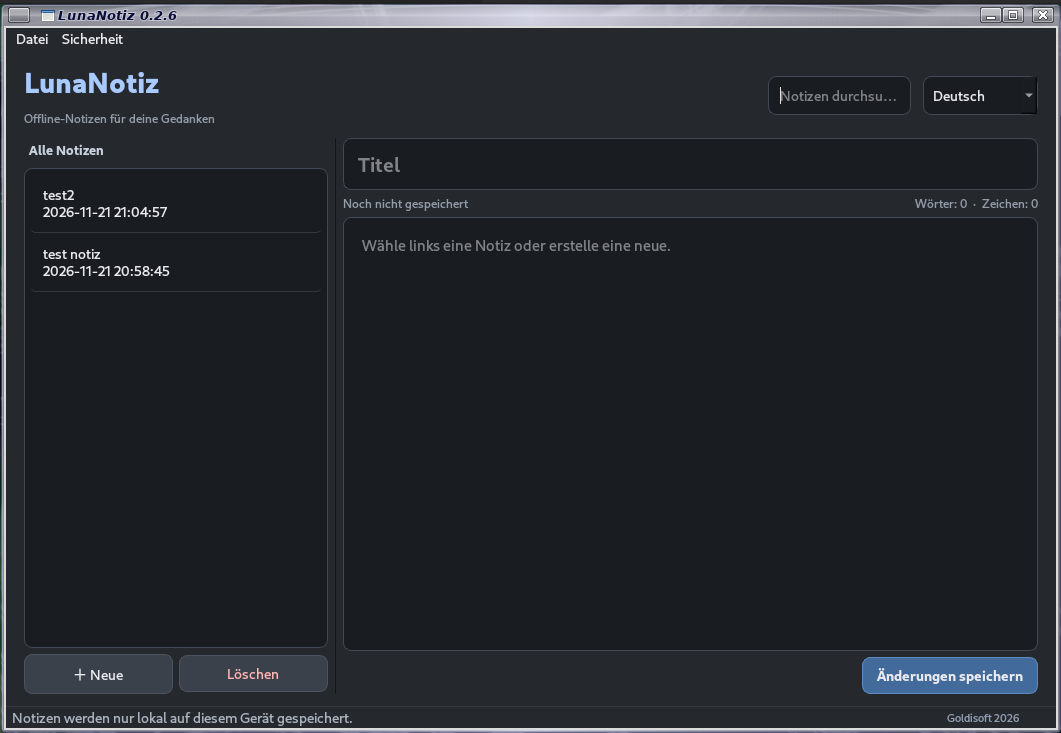 LunaNotiz 0.2.6
Datei Sicherheit
LunaNotiz
Offline-Notizen für deine Gedanken
Notizen durchsu...
Deutsch
Alle Notizen
test2
2026-11-21 21:04:57
test notiz
2026-11-21 20:58:45
+ Neue
Löschen
Titel
Noch nicht gespeichert
Wörter: 0 · Zeichen: 0
Wähle links eine Notiz oder erstelle eine neue.
Änderungen speichern
Notizen werden nur lokal auf diesem Gerät gespeichert.
Goldisoft 2026